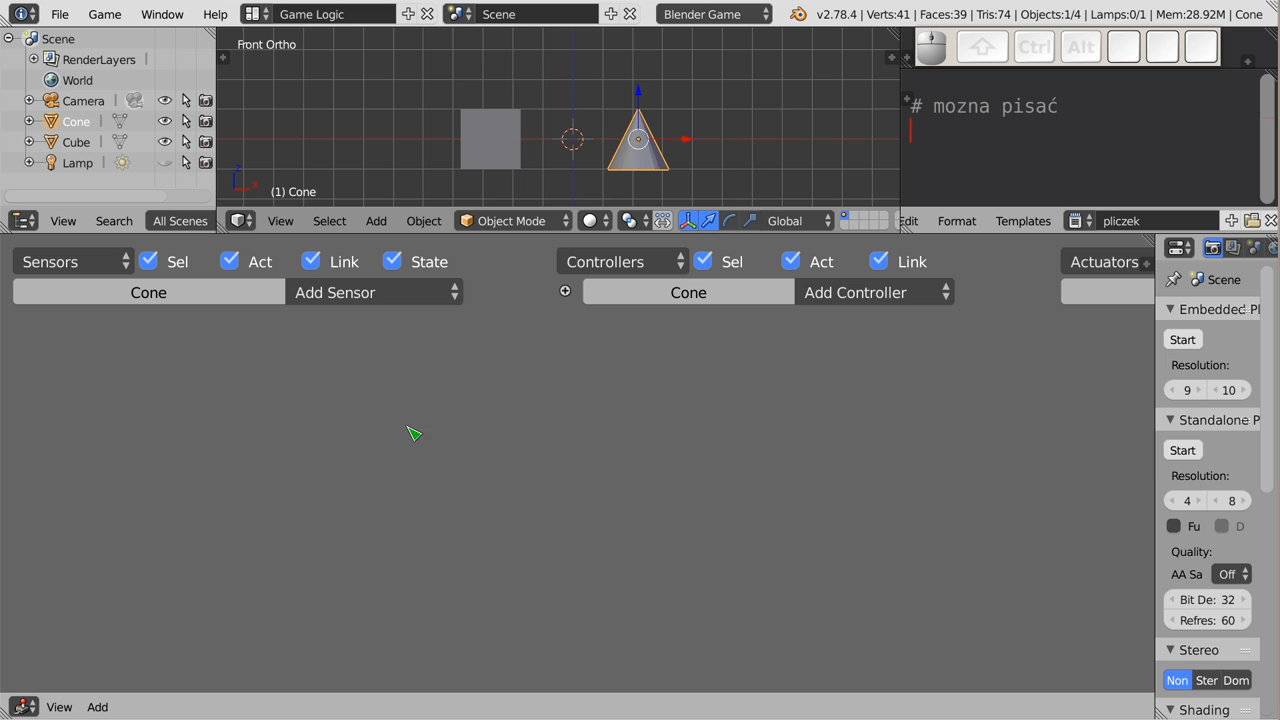 File Game Window Help Game Logic Scene Blender Game v2.78.4 | Verts:41 | Faces:39 | Tris:74 | Objects:1/4 | Lamps:0/1 | Mem:28.92M | Cone
Scene
RenderLayers
World
Camera
Cone
Cube
Lamp
View Search All Scenes
Front Ortho
(1) Cone
View Select Add Object Object Mode Global
Ctrl Alt
# mozna pisać
Edit Format Templates pliczek
Sensors Sel Act Link State
Cone Add Sensor
Controllers Sel Act Link
Cone Add Controller
Actuators
Scene
Embedded Pl
Start
Resolution:
9 10
Standalone P
Start
Resolution:
4 8
Fu D
Quality:
AA Sa Off
Bit De: 32
Refres: 60
Stereo
Non Ster Dom
Shading
View Add